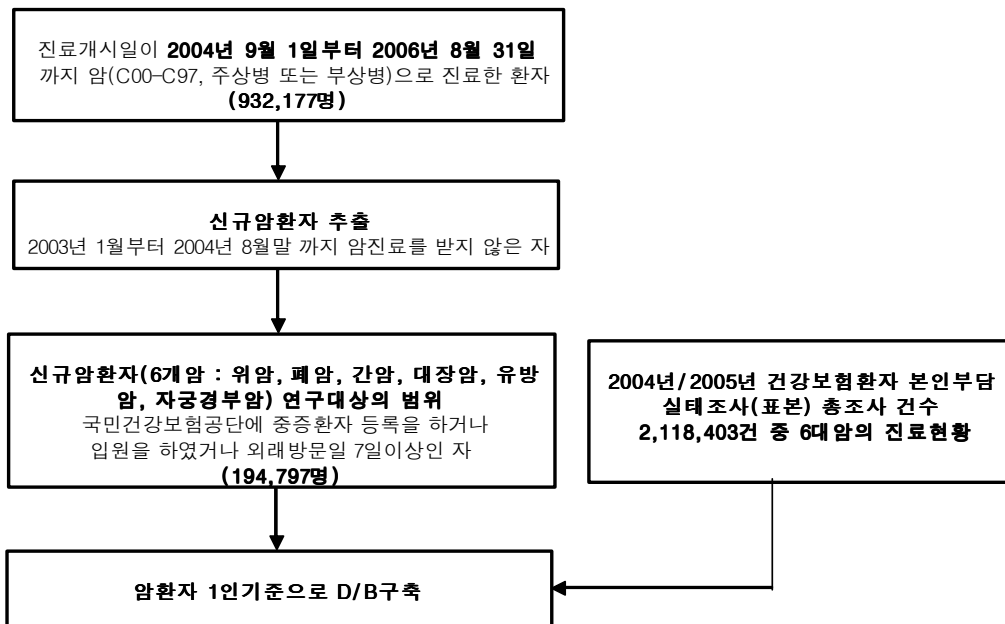 진료개시일이 2004년 9월 1일부터 2006년 8월 31일
까지 암(C00-C97, 주상병 또는 부상병)으로 진료한 환자
(932,177명)
신규암환자 추출
2003년 1월부터 2004년 8월말 까지 암진료를 받지 않은 자
신규암환자(6개암 : 위암, 폐암, 간암, 대장암, 유방
암, 자궁경부암) 연구대상의 범위
국민건강보험공단에 중증환자 등록을 하거나
입원을 하였거나 외래방문일 7일이상인 자
(194,797명)
2004년/2005년 건강보험환자 본인부담
실태조사(표본) 총조사 건수
2,118,403건 중 6대암의 진료현황
암환자 1인기준으로 D/B구축